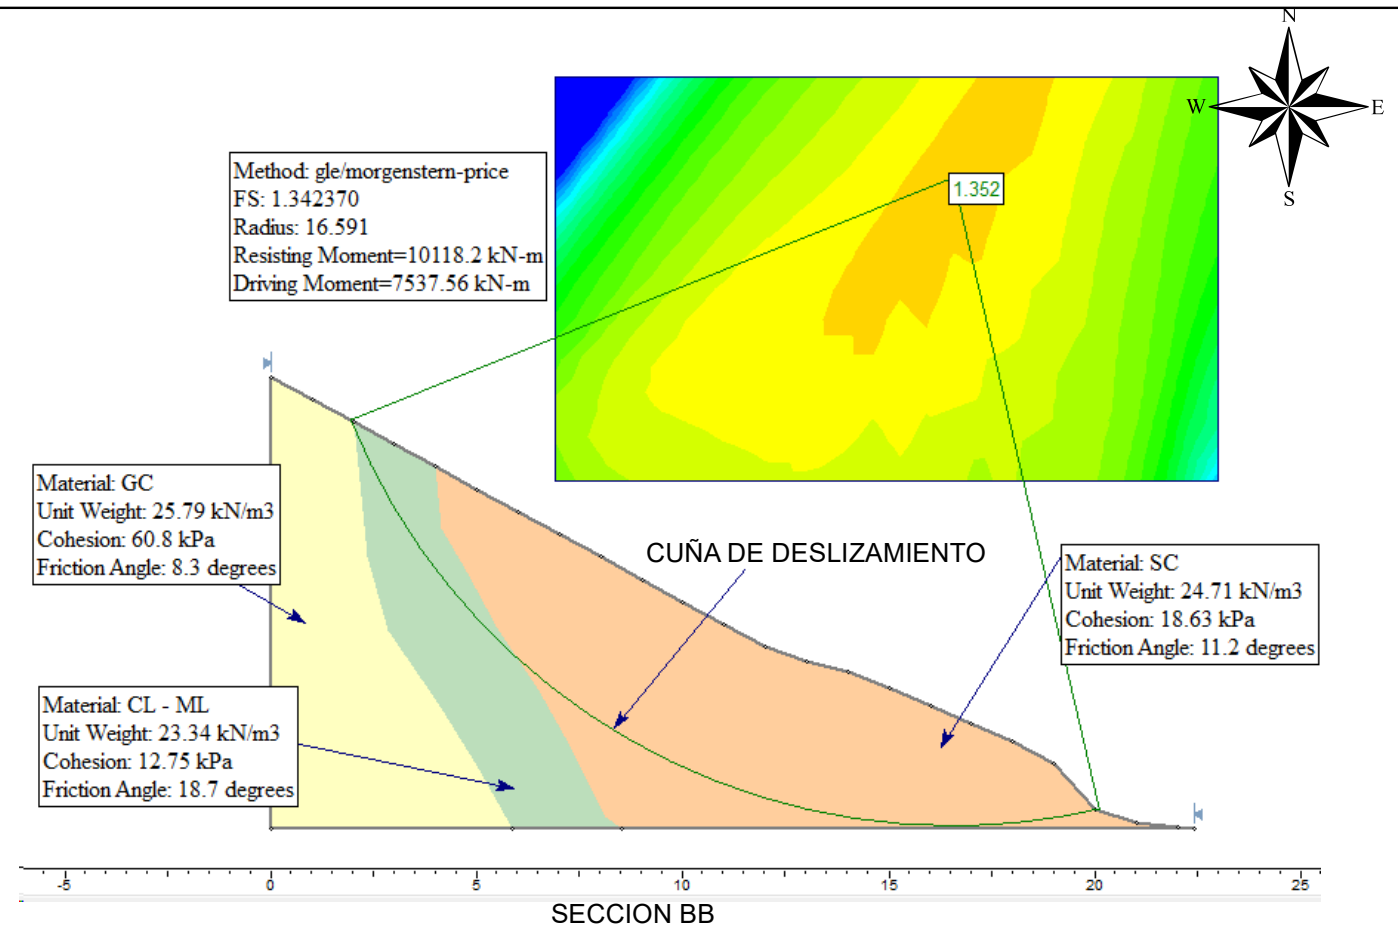 N
W
E
S
Method: gle/morgenstern-price
FS: 1.342370
Radius: 16.591
Resisting Moment=10118.2 kN-m
Driving Moment=7537.56 kN-m
1.352
Material: GC
Unit Weight: 25.79 kN/m3
Cohesion: 60.8 kPa
Friction Angle: 8.3 degrees
CUÑA DE DESLIZAMIENTO
Material: SC
Unit Weight: 24.71 kN/m3
Cohesion: 18.63 kPa
Friction Angle: 11.2 degrees
Material: CL - ML
Unit Weight: 23.34 kN/m3
Cohesion: 12.75 kPa
Friction Angle: 18.7 degrees
-5 0 5 10 15 20 25
SECCION BB